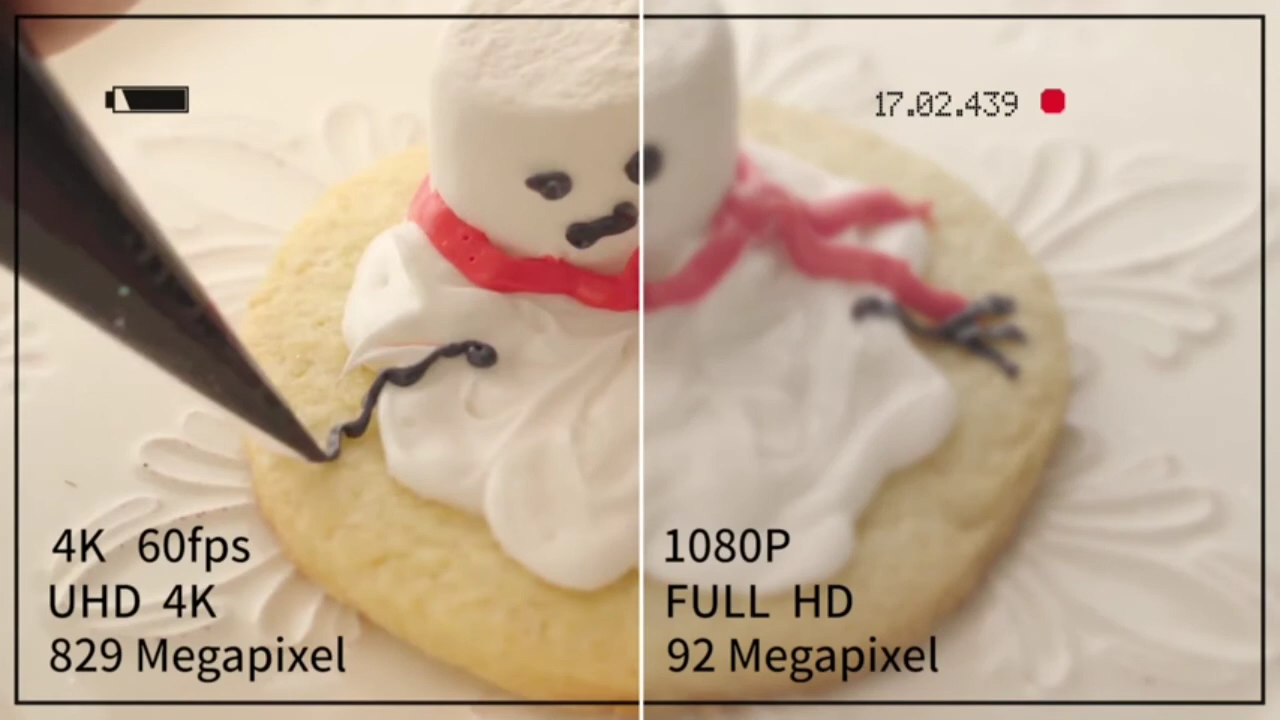 17.02.439
4K 60fps
UHD 4K
829 Megapixel
1080P
FULL HD
92 Megapixel